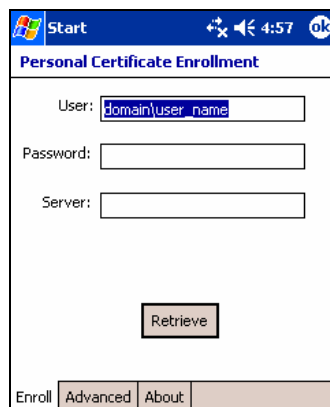 Start 4:57 ok
Personal Certificate Enrollment
User: domain\user_name
Password:
Server:
Retrieve
Enroll Advanced About